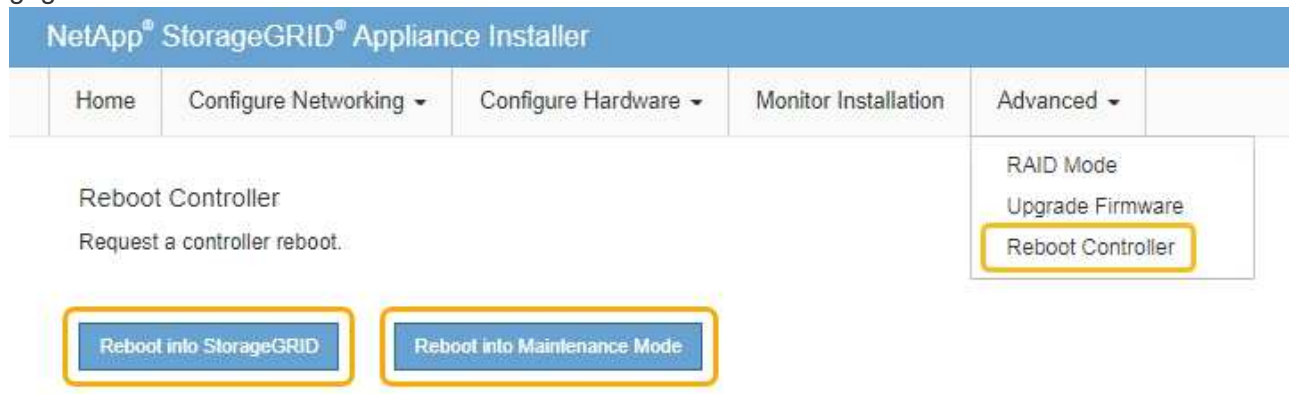 NetApp® StorageGRID® Appliance Installer
Home Configure Networking Configure Hardware Monitor Installation Advanced
RAID Mode
Upgrade Firmware
Reboot Controller
Reboot Controller
Request a controller reboot.
Reboot into StorageGRID Reboot into Maintenance Mode